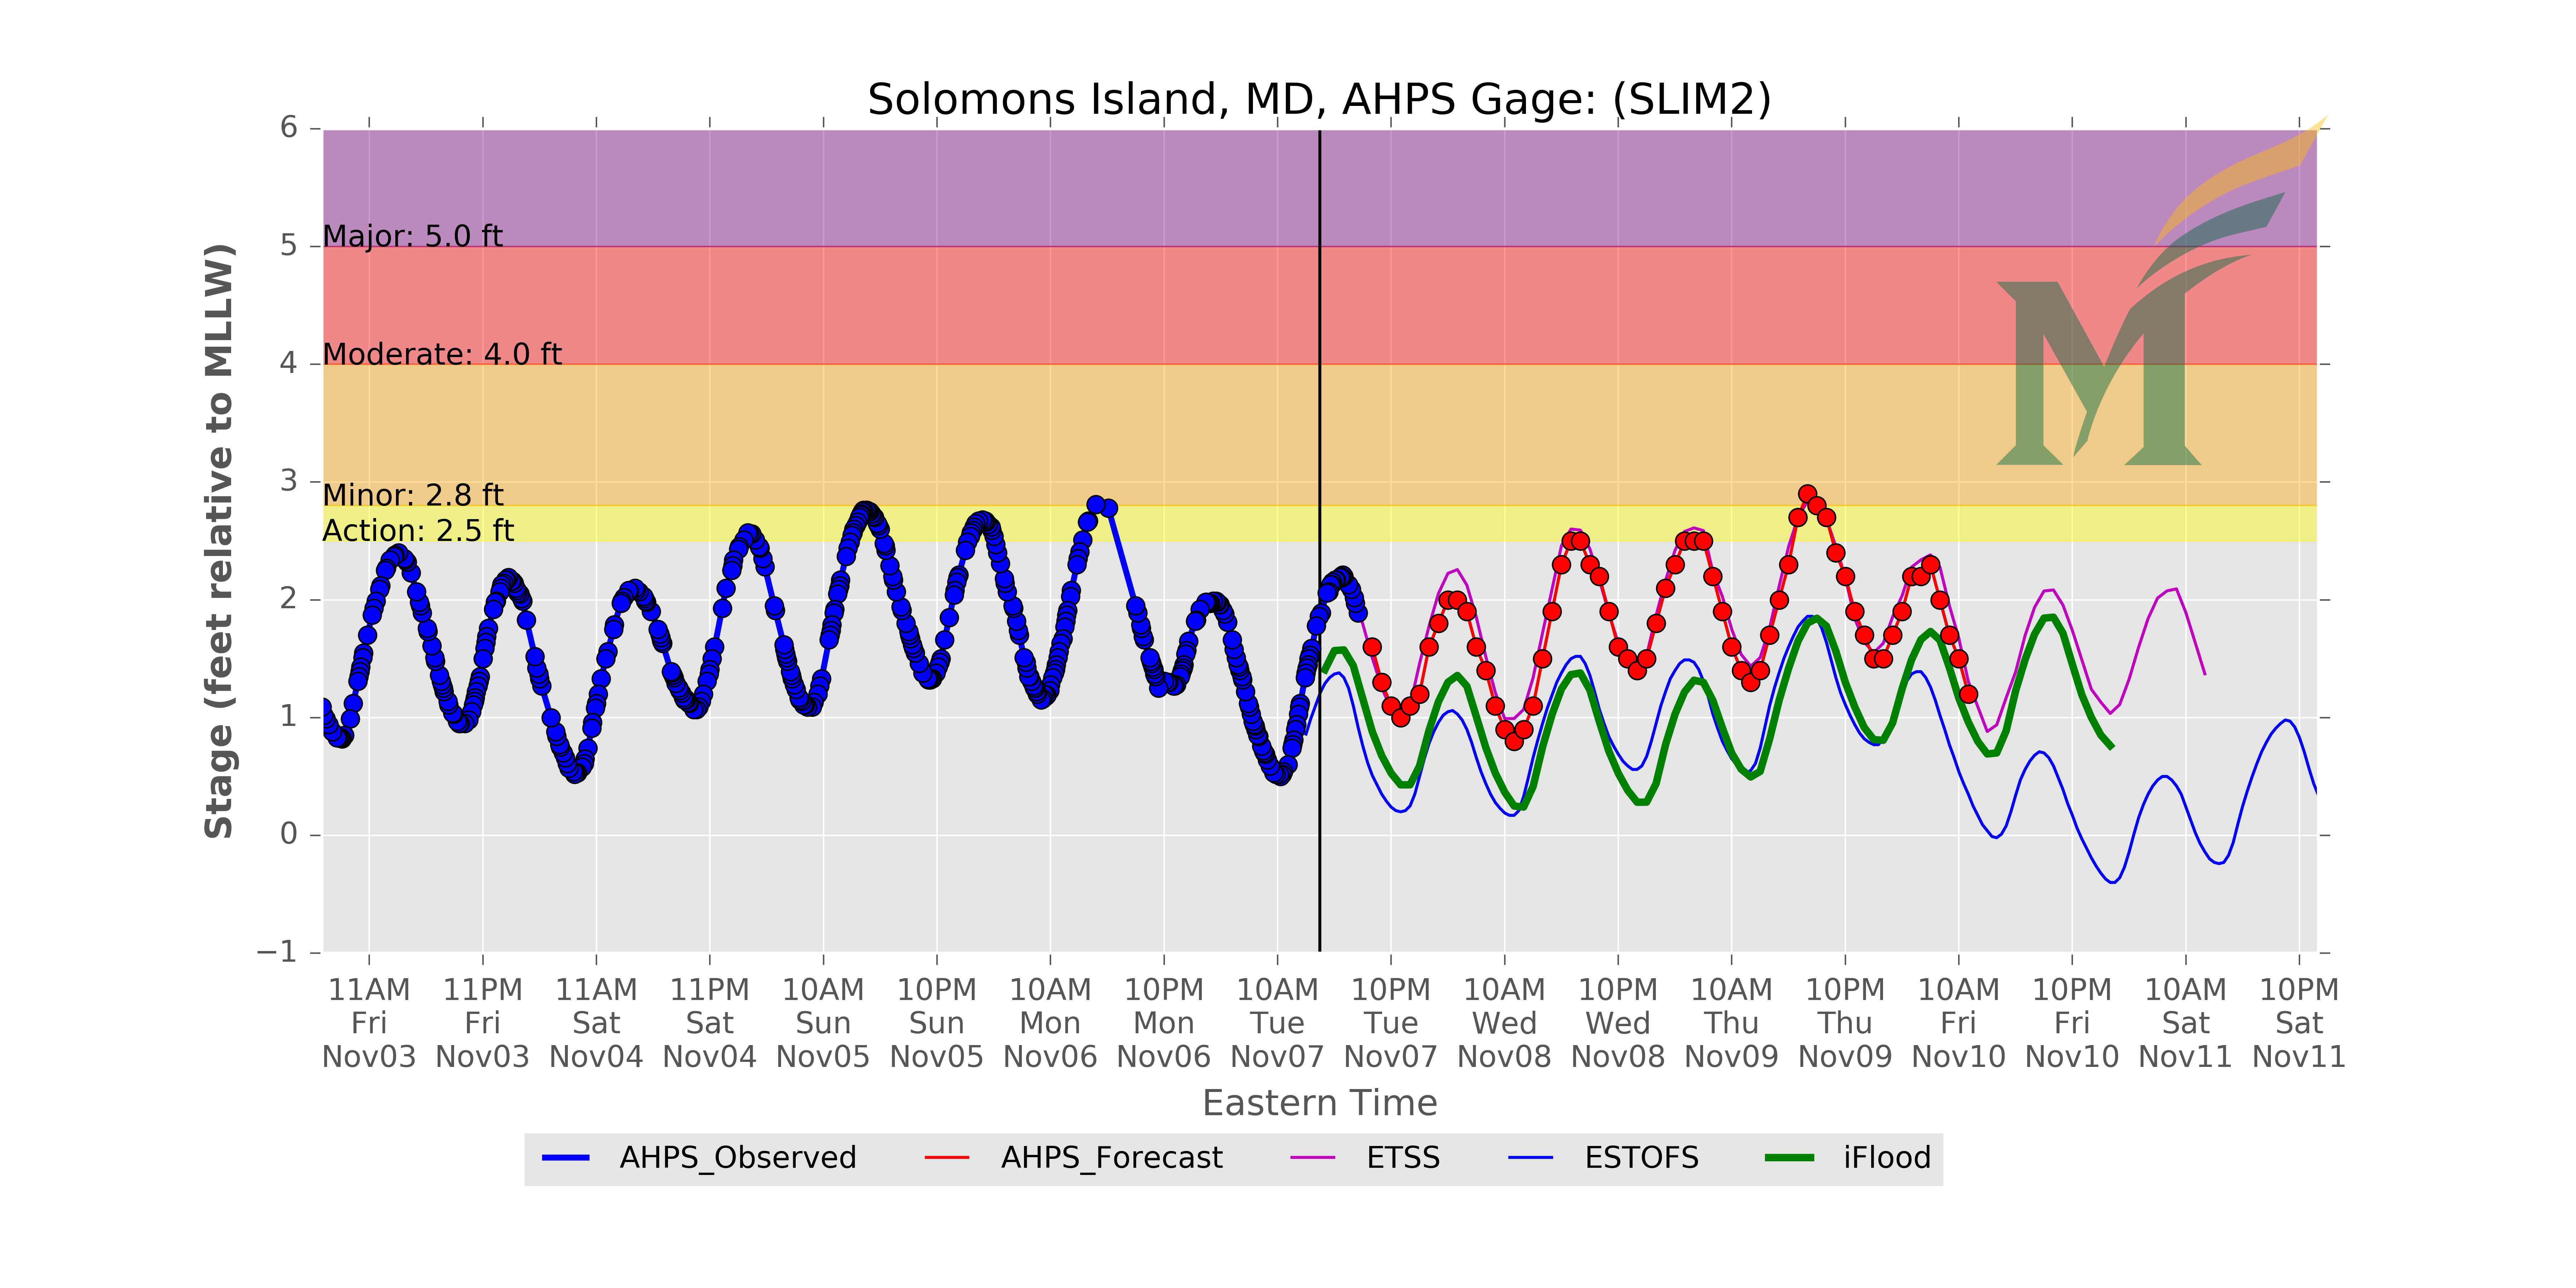 Solomons Island, MD, AHPS Gage: (SLIM2)
6
5
4
3
2
1
0
−1
Stage (feet relative to MLLW)
Major: 5.0 ft
Moderate: 4.0 ft
Minor: 2.8 ft
Action: 2.5 ft
M
11AM 11PM 11AM 11PM 10AM 10PM 10AM 10PM 10AM 10PM 10AM 10PM 10AM 10PM 10AM 10PM 10AM 10PM
Fri Fri Sat Sat Sun Sun Mon Mon Tue Tue Wed Wed Thu Thu Fri Fri Sat Sat
Nov03 Nov03 Nov04 Nov04 Nov05 Nov05 Nov06 Nov06 Nov07 Nov07 Nov08 Nov08 Nov09 Nov09 Nov10 Nov10 Nov11 Nov11
Eastern Time
AHPS_Observed AHPS_Forecast ETSS ESTOFS iFlood